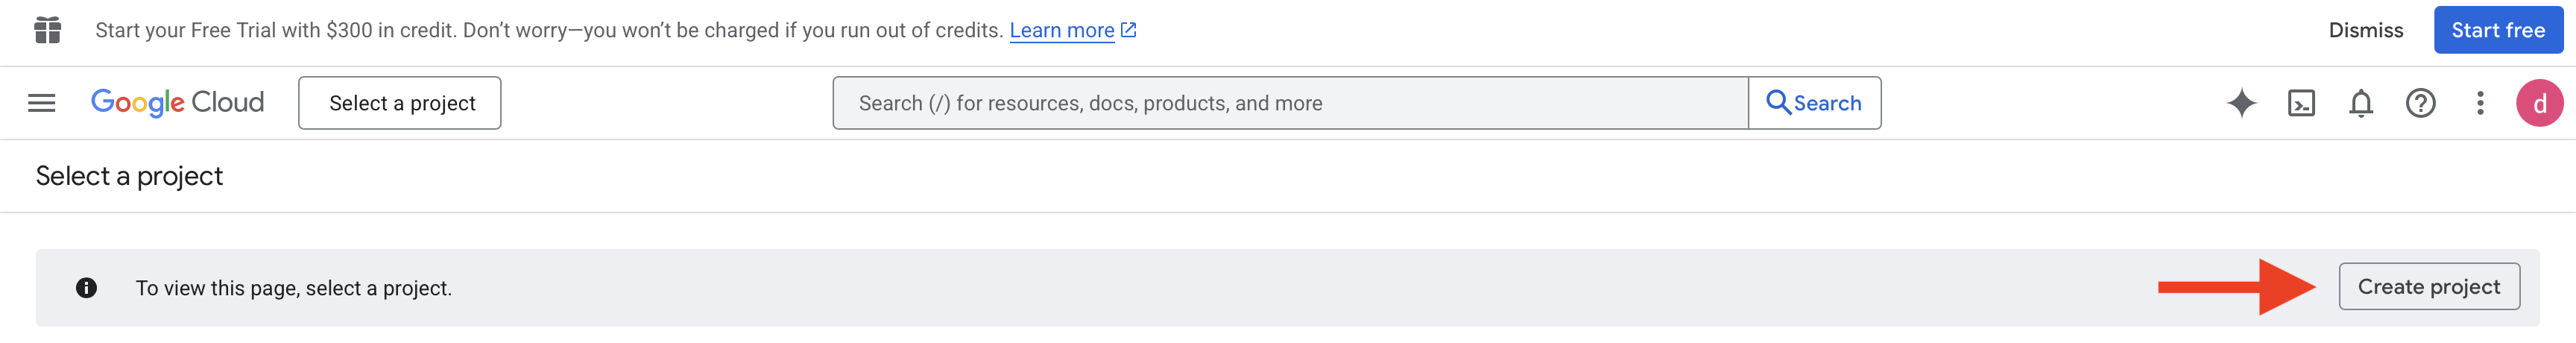 Start your Free Trial with $300 in credit. Don’t worry—you won’t be charged if you run out of credits. Learn more
Dismiss
Start free
Google Cloud
Select a project
Search (/) for resources, docs, products, and more
Search
d
Select a project
To view this page, select a project.
Create project